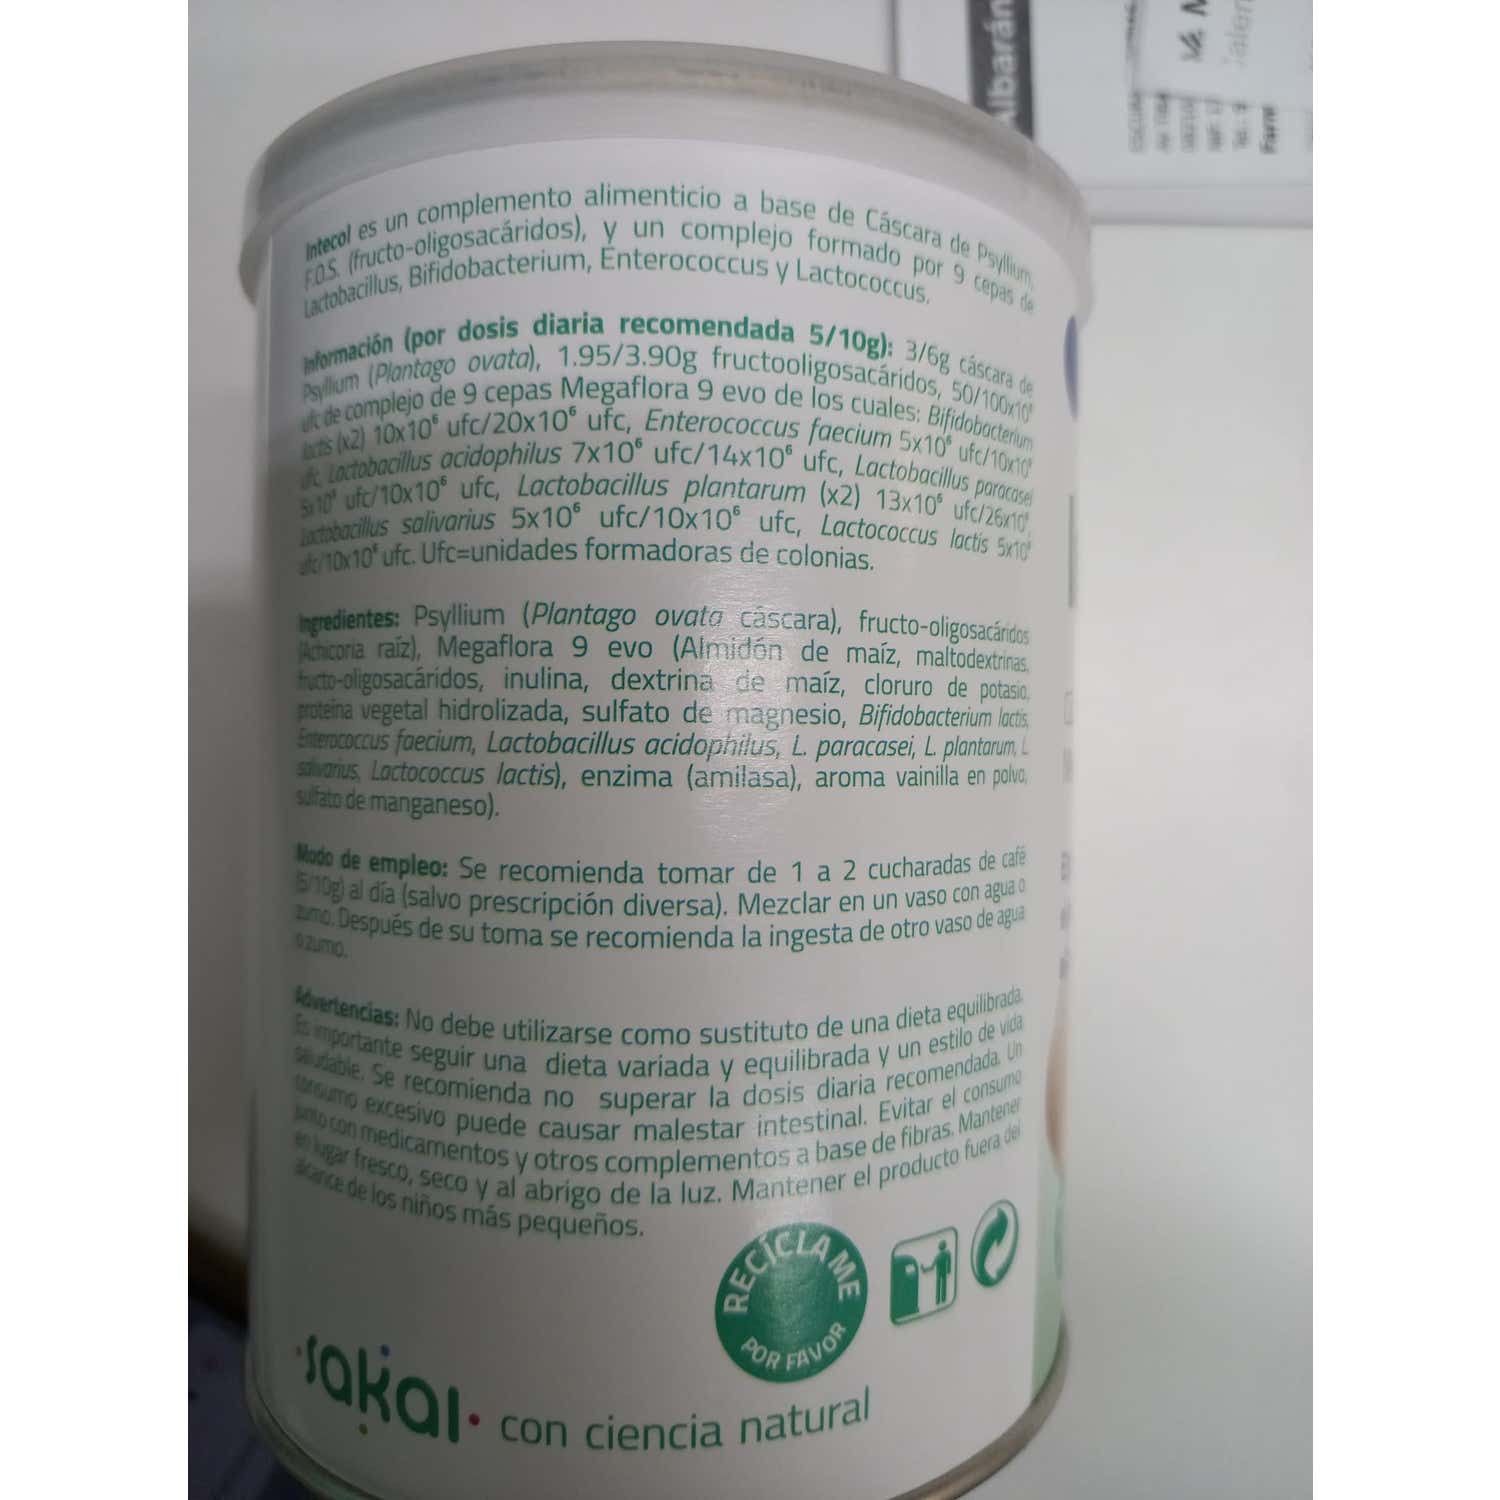 Albarán
Intecol es un complemento alimenticio a base de Cáscara de Psyllium,
F.O.S. (fructo-oligosacáridos), y un complejo formado por 9 cepas de
Lactobacillus, Bifidobacterium, Enterococcus y Lactococcus.
Información (por dosis diaria recomendada 5/10g): 3/6g cáscara de
Psyllium (Plantago ovata), 1.95/3.90g fructooligosacáridos, 50/100x10⁶
ufc de complejo de 9 cepas Megaflora 9 evo de los cuales: Bifidobacterium
lactis (x2) 10x10⁶ ufc/20x10⁶ ufc, Enterococcus faecium 5x10⁶ ufc/10x10⁶
ufc, Lactobacillus acidophilus 7x10⁶ ufc/14x10⁶ ufc, Lactobacillus paracasei
5x10⁶ ufc/10x10⁶ ufc, Lactobacillus plantarum (x2) 13x10⁶ ufc/26x10⁶,
Lactobacillus salivarius 5x10⁶ ufc/10x10⁶ ufc, Lactococcus lactis 5x10⁶
ufc/10x10⁶ ufc. Ufc=unidades formadoras de colonias.
Ingredientes: Psyllium (Plantago ovata cáscara), fructo-oligosacáridos
(Achicoria raíz), Megaflora 9 evo (Almidón de maíz, maltodextrinas,
fructo-oligosacáridos, inulina, dextrina de maíz, cloruro de potasio,
proteína vegetal hidrolizada, sulfato de magnesio, Bifidobacterium lactis,
Enterococcus faecium, Lactobacillus acidophilus, L. paracasei, L. plantarum, L.
salivarius, Lactococcus lactis), enzima (amilasa), aroma vainilla en polvo,
sulfato de manganeso).
Modo de empleo: Se recomienda tomar de 1 a 2 cucharadas de café
(5/10g) al día (salvo prescripción diversa). Mezclar en un vaso con agua o
zumo. Después de su toma se recomienda la ingesta de otro vaso de agua
o zumo.
Advertencias: No debe utilizarse como sustituto de una dieta equilibrada.
Es importante seguir una dieta variada y equilibrada y un estilo de vida
saludable. Se recomienda no superar la dosis diaria recomendada. Un
consumo excesivo puede causar malestar intestinal. Evitar el consumo
junto con medicamentos y otros complementos a base de fibras. Mantener
en lugar fresco, seco y al abrigo de la luz. Mantener el producto fuera del
alcance de los niños más pequeños.
RECÍCLAME
POR FAVOR
sakai con ciencia natural